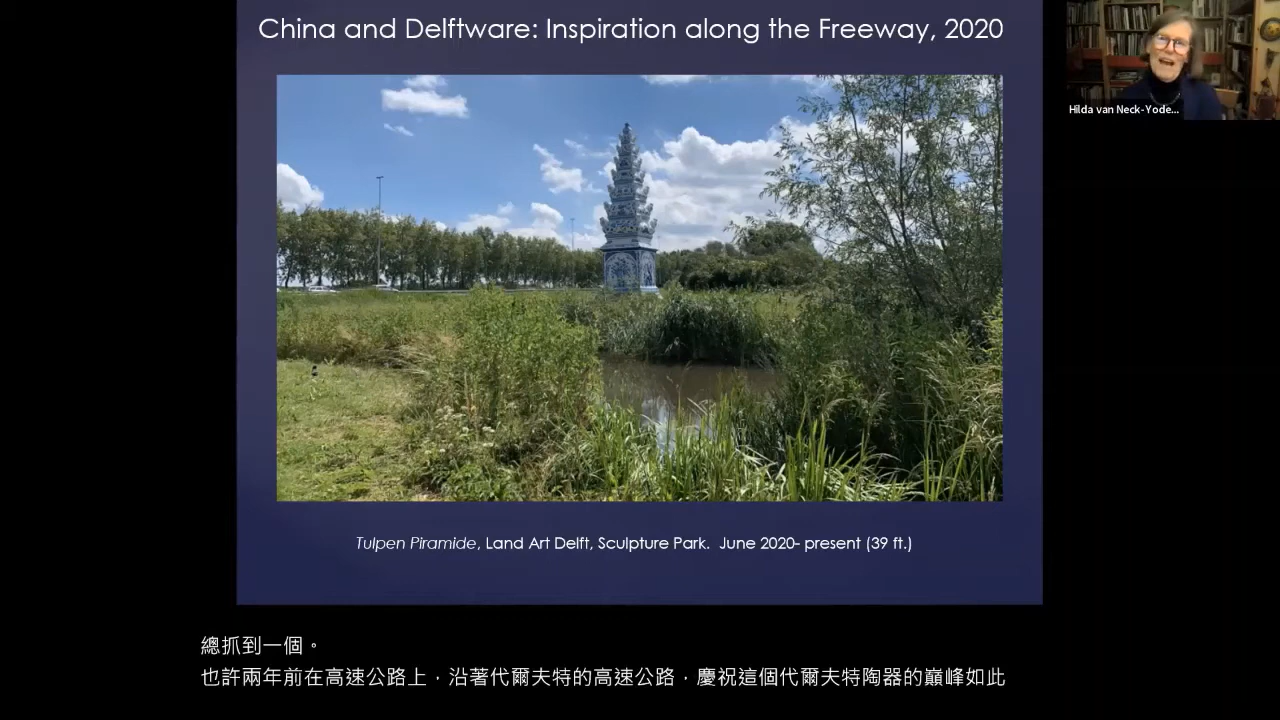 China and Delftware: Inspiration along the Freeway, 2020
Hilda van Neck-Yode...
Tulpen Piramide, Land Art Delft, Sculpture Park. June 2020- present (39 ft.)
總抓到一個。
也許兩年前在高速公路上，沿著代爾夫特的高速公路，慶祝這個代爾夫特陶器的巔峰如此